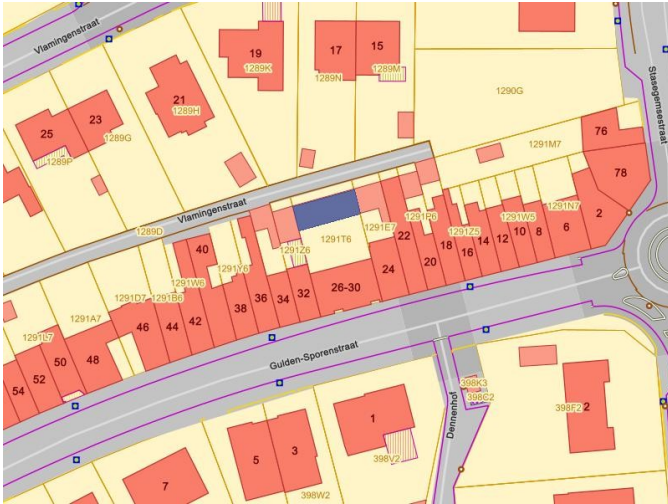 Vlamingenstraat
19
1289K
17
15
1289N
1289M
Stasegemsestraat
1290G
21
1289H
25
23
1289G
1289P
76
1291M7
78
Vlamingenstraat
1289D
1291T6
1291E7
22
1291P6
1291Z5
1291W5
1291N7
2
6
8
10
12
14
16
18
20
24
26-30
1291Z6
32
34
36
38
1291Y6
40
1291W6
42
44
1291B6
1291D7
46
1291A7
48
50
1291L7
52
54
Gulden-Sporenstraat
Dennenhof
398K3
398C2
2
398F2
1
398V2
3
5
398W2
7